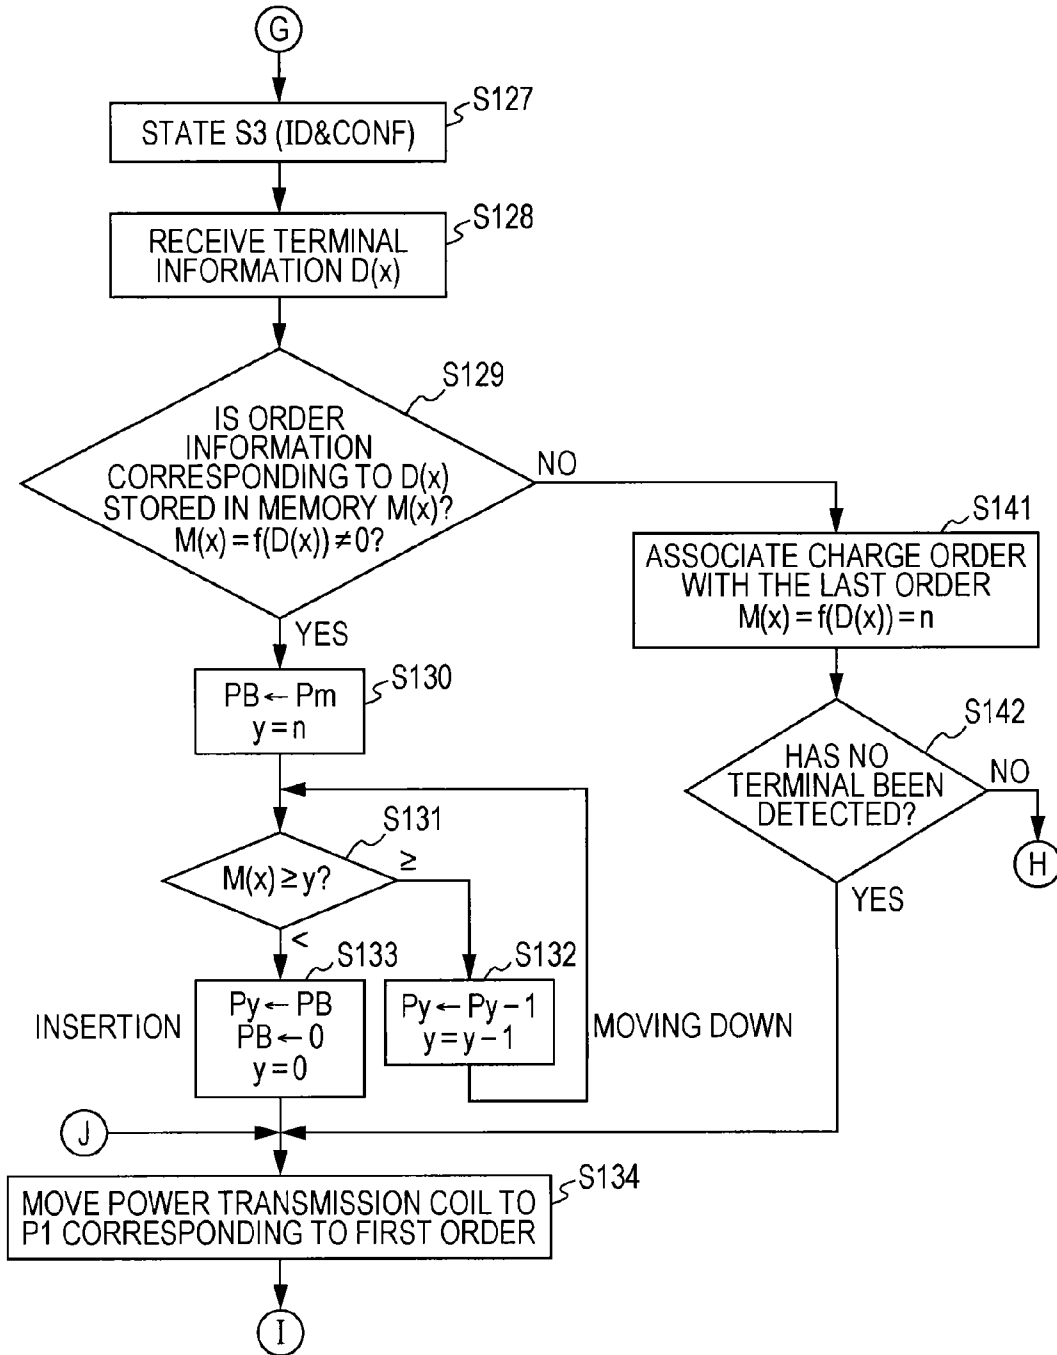 G
S127
STATE S3 (ID&CONF)
S128
RECEIVE TERMINAL
INFORMATION D(x)
S129
IS ORDER
INFORMATION
CORRESPONDING TO D(x)
STORED IN MEMORY M(x)?
M(x) = f(D(x)) ≠ 0?
NO
YES
S141
ASSOCIATE CHARGE ORDER
WITH THE LAST ORDER
M(x) = f(D(x)) = n
S130
PB ← Pm
y = n
S142
HAS NO
TERMINAL BEEN
DETECTED?
NO
H
YES
S131
M(x) ≥ y?
≥
<
S133
Py ← PB
PB ← 0
y = 0
INSERTION
S132
Py ← Py − 1
y = y − 1
MOVING DOWN
J
S134
MOVE POWER TRANSMISSION COIL TO
P1 CORRESPONDING TO FIRST ORDER
I